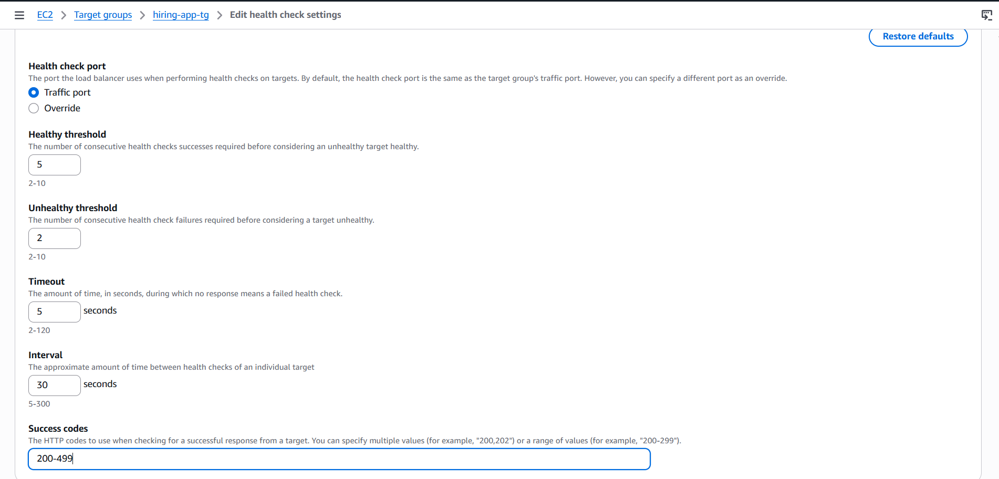 EC2 > Target groups > hiring-app-tg > Edit health check settings
Restore defaults
Health check port
The port the load balancer uses when performing health checks on targets. By default, the health check port is the same as the target group's traffic port. However, you can specify a different port as an override.
Traffic port
Override
Healthy threshold
The number of consecutive health checks successes required before considering an unhealthy target healthy.
5
2-10
Unhealthy threshold
The number of consecutive health check failures required before considering a target unhealthy.
2
2-10
Timeout
The amount of time, in seconds, during which no response means a failed health check.
5 seconds
2-120
Interval
The approximate amount of time between health checks of an individual target
30 seconds
5-300
Success codes
The HTTP codes to use when checking for a successful response from a target. You can specify multiple values (for example, "200,202") or a range of values (for example, "200-299").
200-499